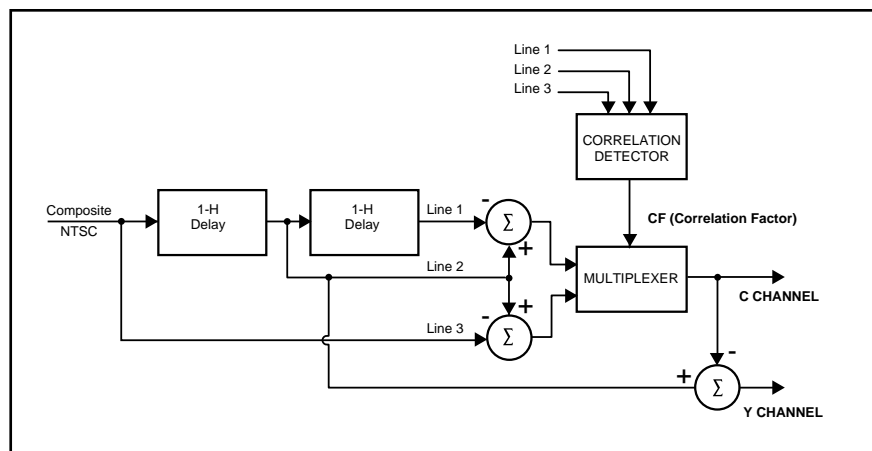 Line 1
Line 2
Line 3
CORRELATION
DETECTOR
Composite
NTSC
1-H
Delay
1-H
Delay
Line 1
-
Σ
+
CF (Correlation Factor)
Line 2
MULTIPLEXER
C CHANNEL
+
-
Line 3
Σ
-
+
Σ
Y CHANNEL